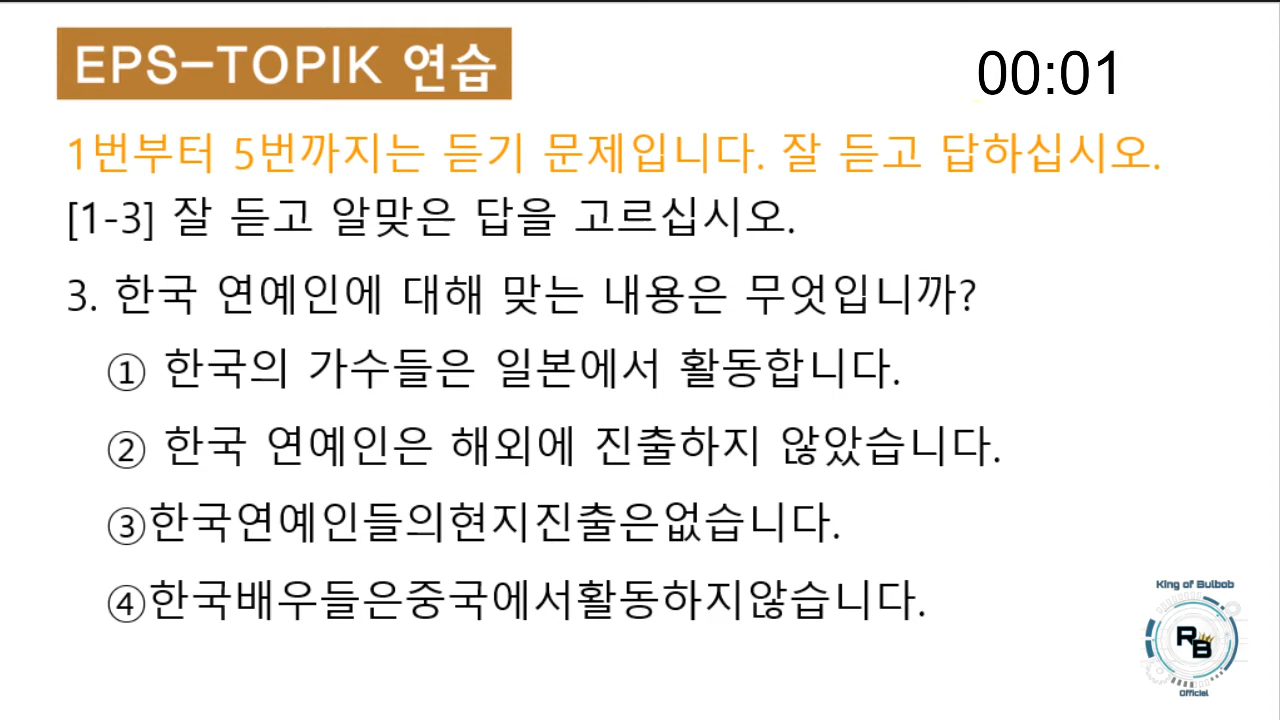 EPS-TOPIK 연습
00:01
1번부터 5번까지는 듣기 문제입니다. 잘 듣고 답하십시오.
[1-3] 잘 듣고 알맞은 답을 고르십시오.
3. 한국 연예인에 대해 맞는 내용은 무엇입니까?
① 한국의 가수들은 일본에서 활동합니다.
② 한국 연예인은 해외에 진출하지 않았습니다.
③한국연예인들의현지진출은없습니다.
④한국배우들은중국에서활동하지않습니다.
King of Bulbob
RB
Official